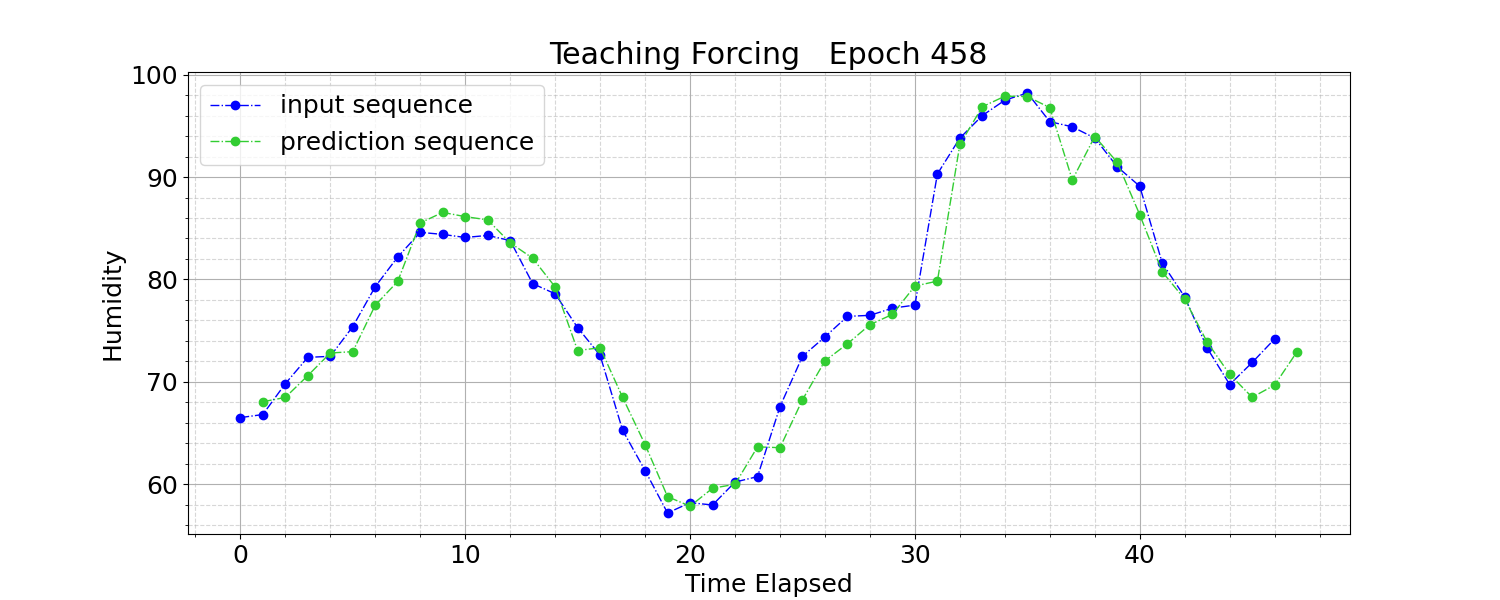 Teaching Forcing   Epoch 458
100
90
80
70
60
Humidity
input sequence
prediction sequence
0 10 20 30 40
Time Elapsed